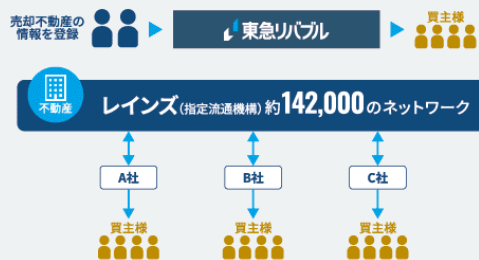 売却不動産の
情報を登録
東急リバブル
買主様
不動産
レインズ(指定流通機構)約142,000のネットワーク
A社
B社
C社
買主様
買主様
買主様